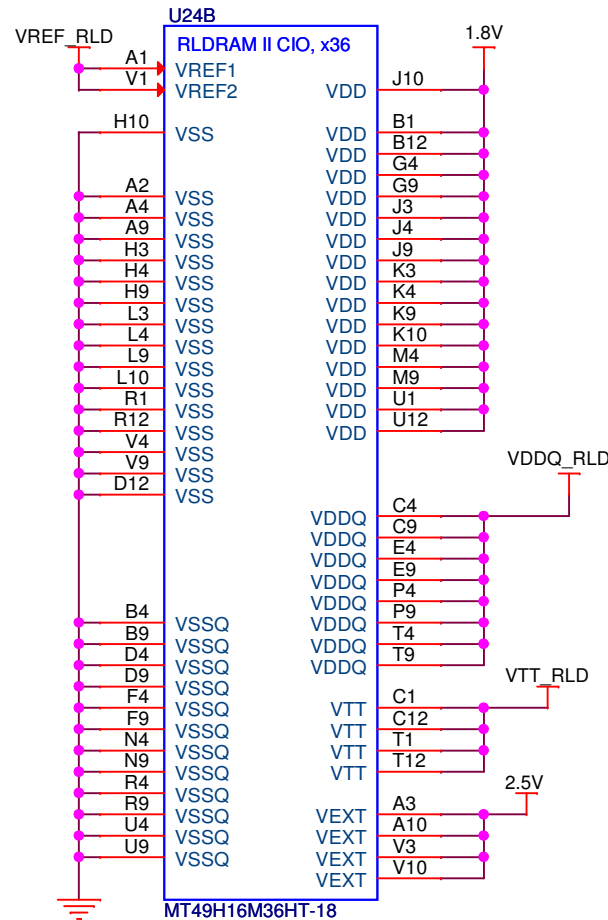 U24B
VREF_RLD
RLDRAM II CIO, x36
1.8V
A1 VREF1
V1 VREF2
VDD J10
H10 VSS
VDD B1
VDD B12
VDD G4
A2 VSS
VDD G9
A4 VSS
VDD J3
A9 VSS
VDD J4
H3 VSS
VDD J9
H4 VSS
VDD K3
H9 VSS
VDD K4
L3 VSS
VDD K9
L4 VSS
VDD K10
L9 VSS
VDD M4
L10 VSS
VDD M9
R1 VSS
VDD U1
R12 VSS
VDD U12
V4 VSS
V9 VSS
VDDQ_RLD
D12 VSS
VDDQ C4
VDDQ C9
VDDQ E4
VDDQ E9
VDDQ P4
B4 VSSQ
VDDQ P9
B9 VSSQ
VDDQ T4
D4 VSSQ
VDDQ T9
D9 VSSQ
VTT_RLD
F4 VSSQ
VTT C1
F9 VSSQ
VTT C12
N4 VSSQ
VTT T1
N9 VSSQ
VTT T12
R4 VSSQ
2.5V
R9 VSSQ
VEXT A3
U4 VSSQ
VEXT A10
U9 VSSQ
VEXT V3
VEXT V10
MT49H16M36HT-18